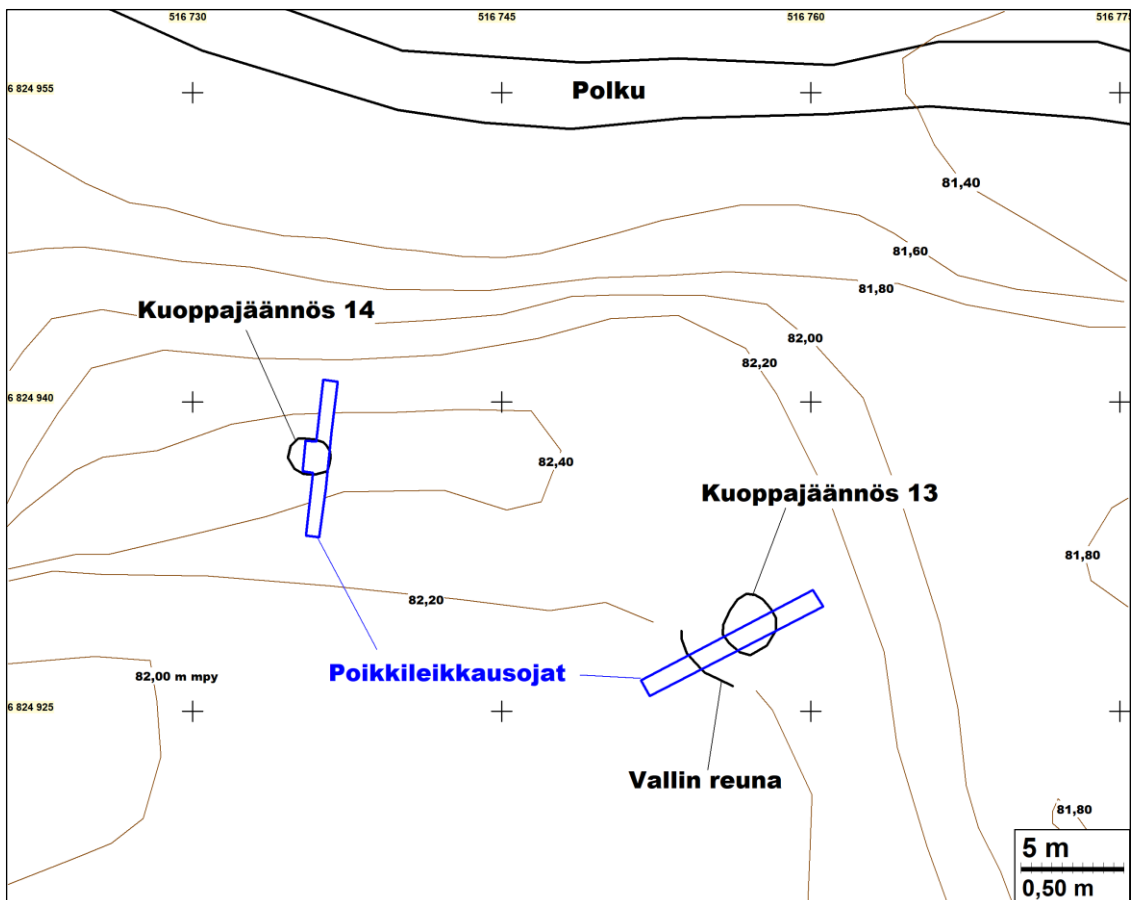 516 730
516 745
516 760
516 775
6 824 955
Polku
81,40
81,60
81,80
Kuoppajäännös 14
82,00
82,20
6 824 940
82,40
Kuoppajäännös 13
81,80
82,20
Poikkileikkausojat
82,00 m mpy
6 824 925
Vallin reuna
81,80
5 m
0,50 m